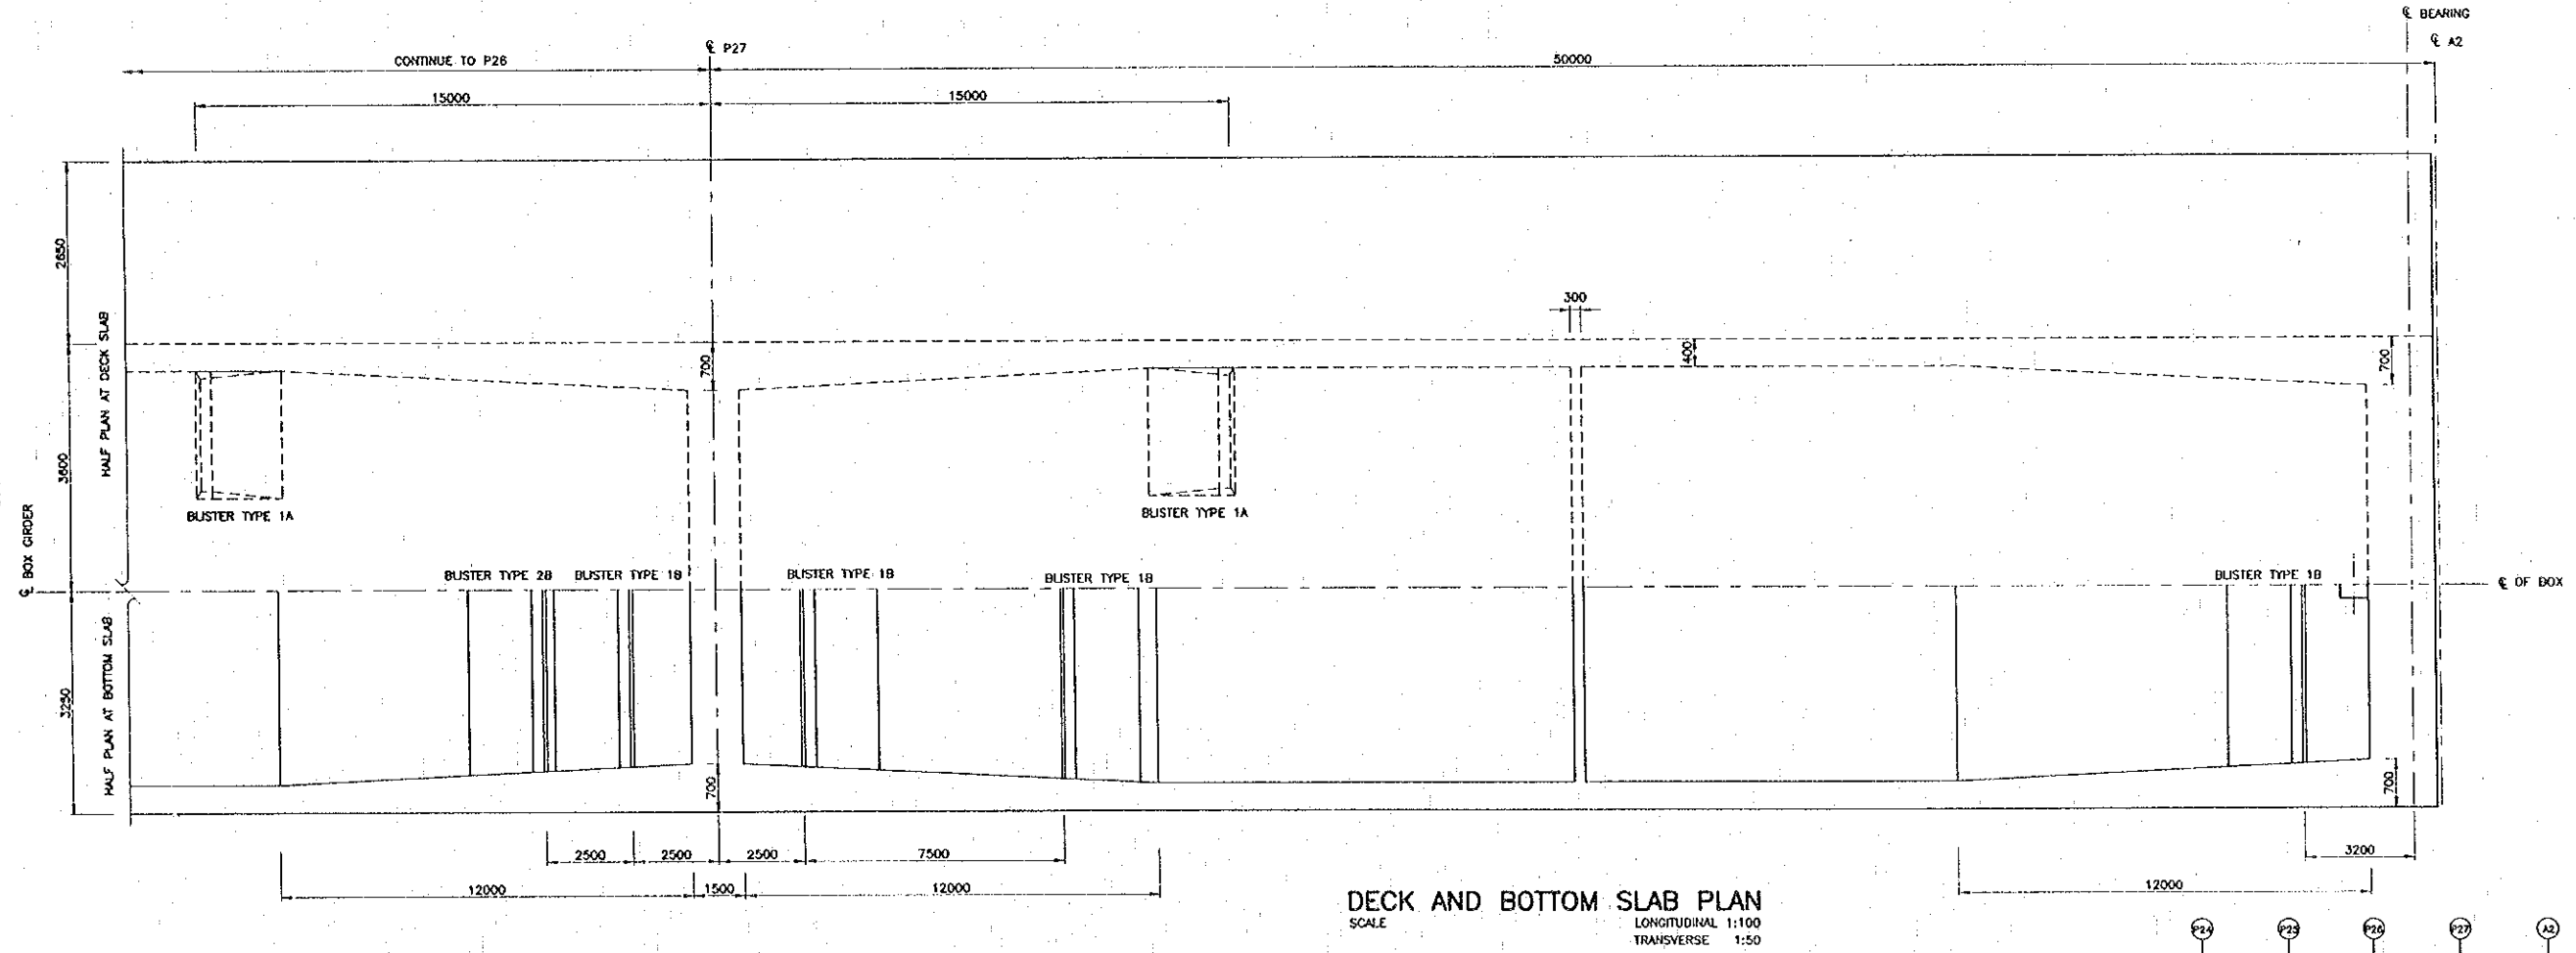 ℄ BEARING
℄ A2
℄ P27
CONTINUE TO P26
50000
15000
15000
2650
HALF PLAN AT DECK SLAB
300
700
400
700
3600
BLISTER TYPE 1A
BLISTER TYPE 1A
℄ BOX GIRDER
BLISTER TYPE 2B
BLISTER TYPE 1B
BLISTER TYPE 1B
BLISTER TYPE 1B
BLISTER TYPE 1B
℄ OF BOX
HALF PLAN AT BOTTOM SLAB
3250
700
700
2500
2500
2500
7500
3200
12000
1500
12000
12000
DECK AND BOTTOM SLAB PLAN
SCALE LONGITUDINAL 1:100
TRANSVERSE 1:50
P24
P25
P26
P27
A2